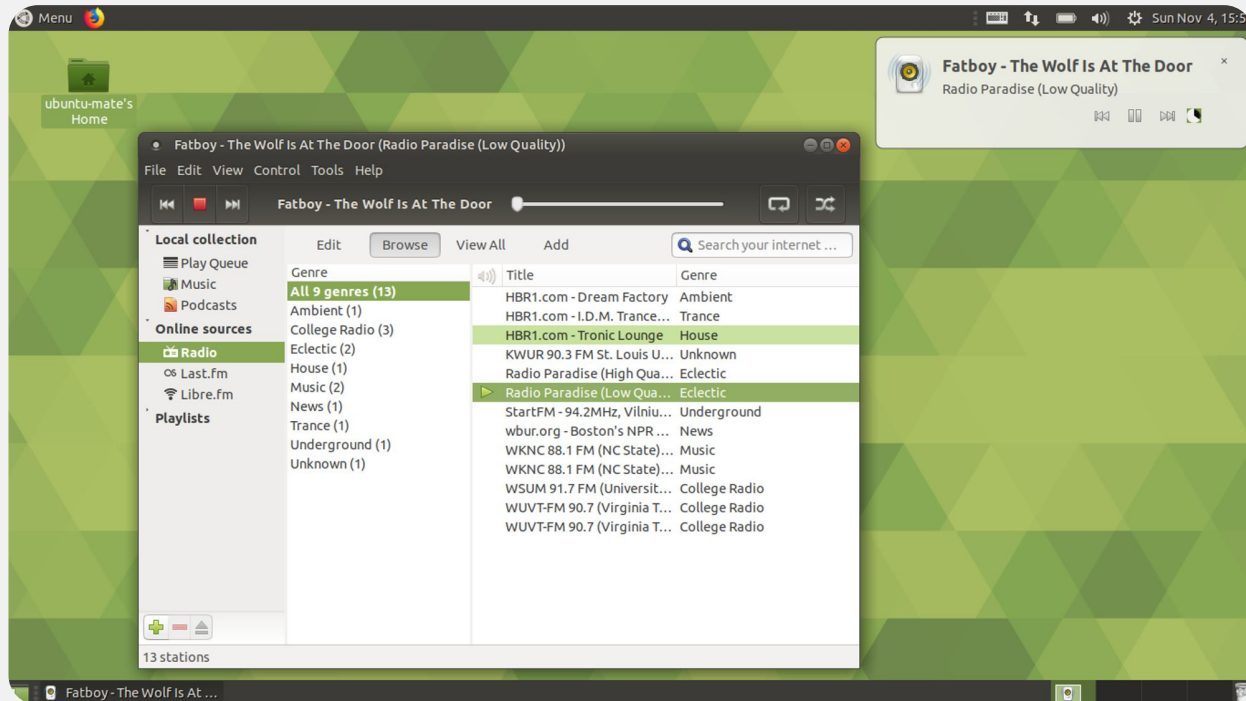 Menu
Sun Nov 4, 15:5
ubuntu-mate's
Home
Fatboy - The Wolf Is At The Door
Radio Paradise (Low Quality)
Fatboy - The Wolf Is At The Door (Radio Paradise (Low Quality))
File Edit View Control Tools Help
Fatboy - The Wolf Is At The Door
Local collection
Play Queue
Music
Podcasts
Online sources
Radio
Last.fm
Libre.fm
Playlists
Edit Browse View All Add
Search your internet ...
Genre
All 9 genres (13)
Ambient (1)
College Radio (3)
Eclectic (2)
House (1)
Music (2)
News (1)
Trance (1)
Underground (1)
Unknown (1)
Title Genre
HBR1.com - Dream Factory Ambient
HBR1.com - I.D.M. Trance... Trance
HBR1.com - Tronic Lounge House
KWUR 90.3 FM St. Louis U... Unknown
Radio Paradise (High Qua... Eclectic
Radio Paradise (Low Qua... Eclectic
StartFM - 94.2MHz, Vilniu... Underground
wbur.org - Boston's NPR ... News
WKNC 88.1 FM (NC State)... Music
WKNC 88.1 FM (NC State)... Music
WSUM 91.7 FM (Universit... College Radio
WUVT-FM 90.7 (Virginia T... College Radio
WUVT-FM 90.7 (Virginia T... College Radio
13 stations
Fatboy - The Wolf Is At ...